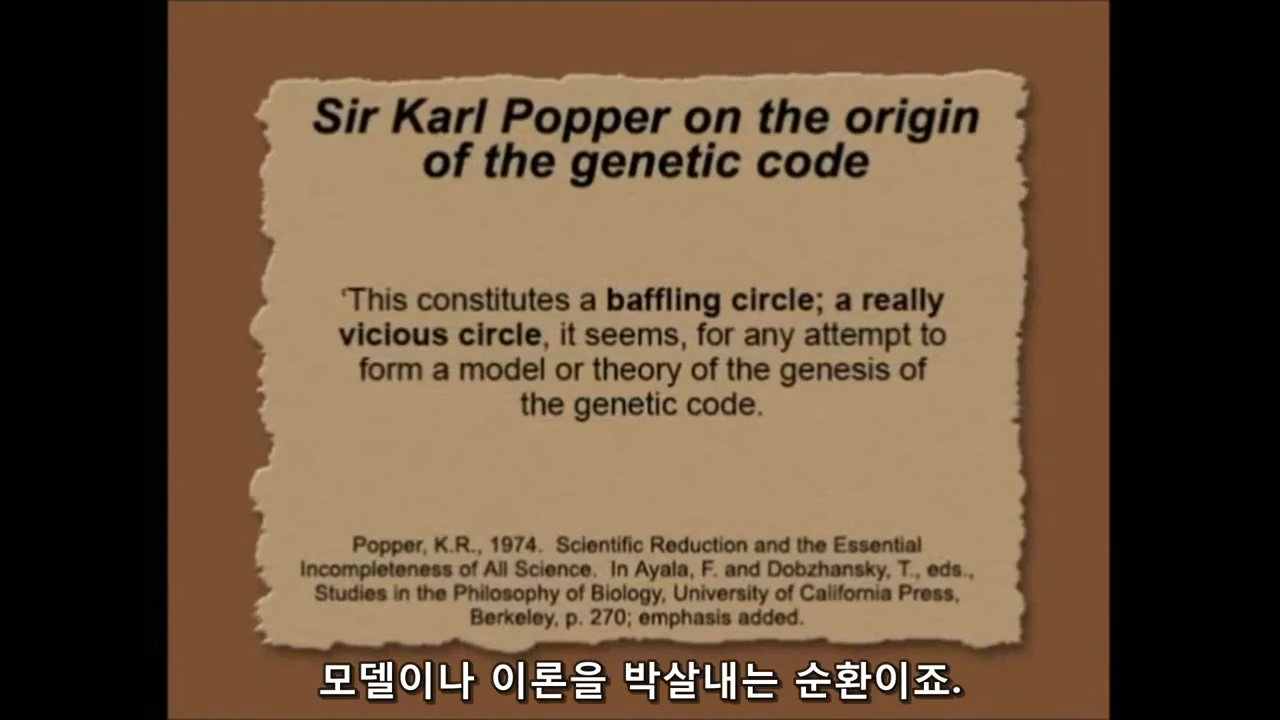 Sir Karl Popper on the origin
of the genetic code
‘This constitutes a baffling circle; a really
vicious circle, it seems, for any attempt to
form a model or theory of the genesis of
the genetic code.
Popper, K.R., 1974. Scientific Reduction and the Essential
Incompleteness of All Science. In Ayala, F. and Dobzhansky, T., eds.,
Studies in the Philosophy of Biology, University of California Press,
Berkeley, p. 270; emphasis added.
모델이나 이론을 박살내는 순환이죠.